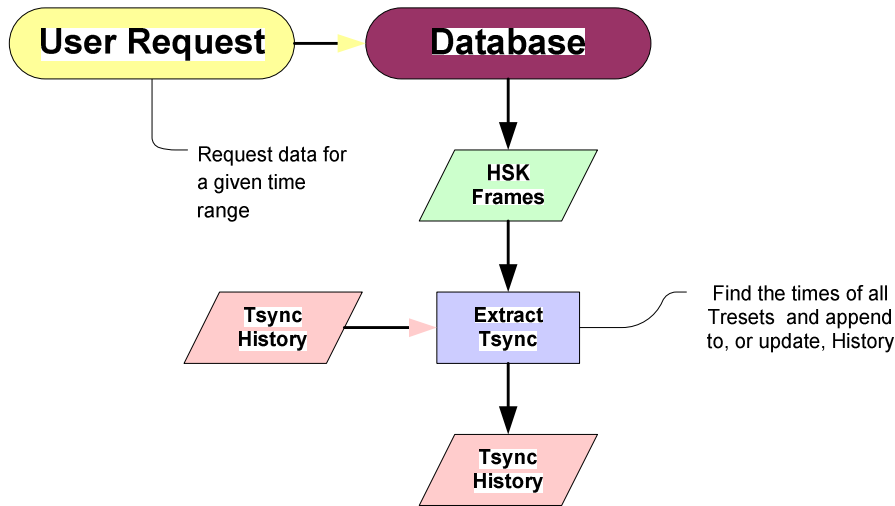 User Request
Database
Request data for
a given time
range
HSK
Frames
Tsync
History
Extract
Tsync
Find the times of all
Tresets and append
to, or update, History
Tsync
History